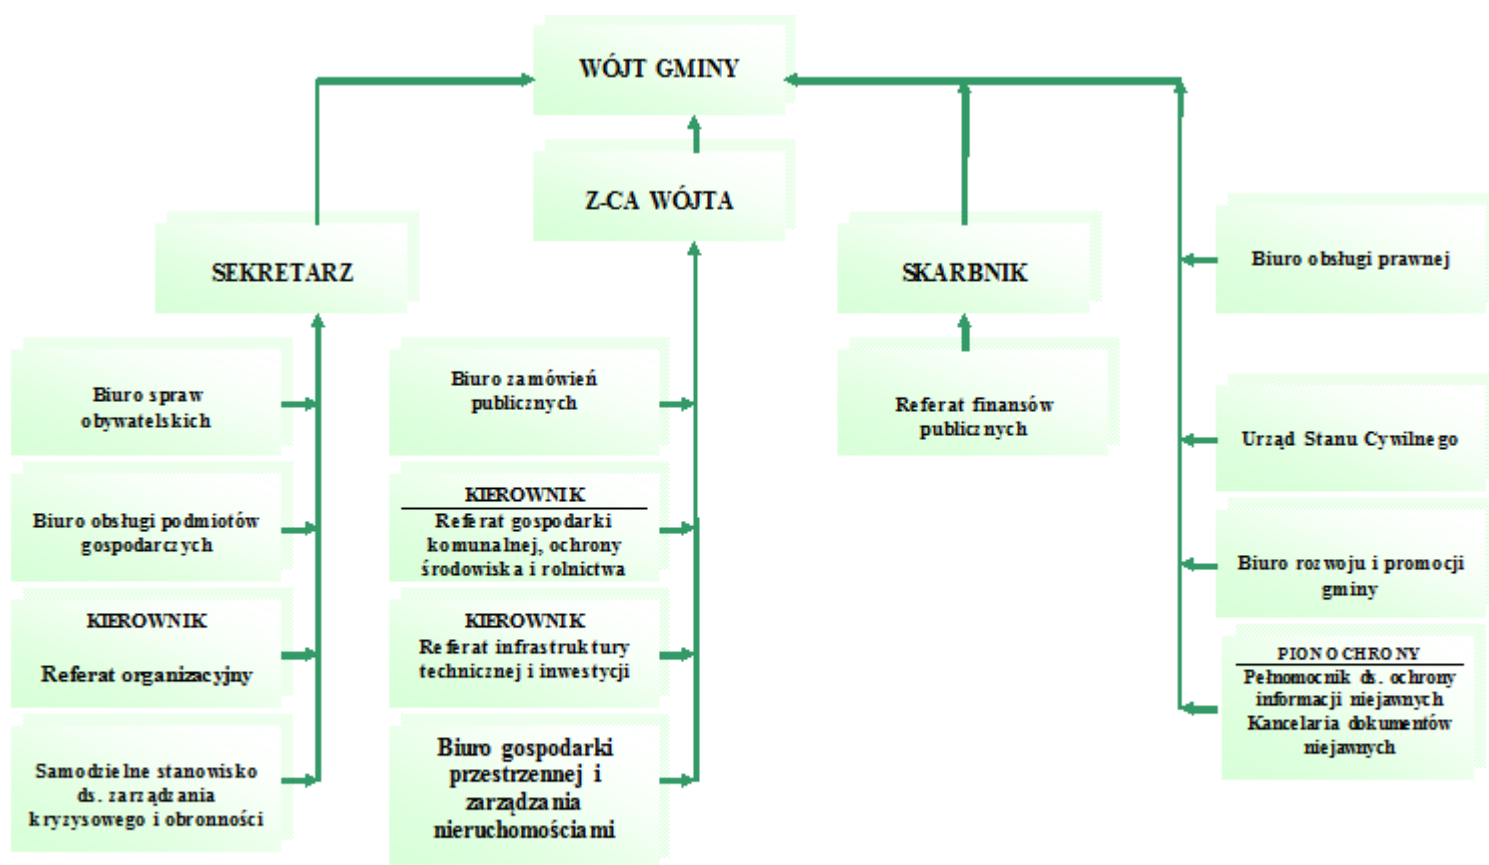 WÓJT GMINY
Z-CA WÓJTA
SEKRETARZ
SKARBNIK
Biuro spraw
obywatelskich
Biuro obsługi podmiotów
gospodarczych
KIEROWNIK
Referat organizacyjny
Samodzielne stanowisko
ds. zarządzania
kryzysowego i obronności
Biuro zamówień
publicznych
KIEROWNIK
Referat gospodarki
komunalnej, ochrony
środowiska i rolnictwa
KIEROWNIK
Referat infrastruktury
technicznej i inwestycji
Biuro gospodarki
przestrzennej i
zarządzania
nieruchomościami
Referat finansów
publicznych
Biuro obsługi prawnej
Urząd Stanu Cywilnego
Biuro rozwoju i promocji
gminy
PION OCHRONY
Pełnomocnik ds. ochrony
informacji niejawnych
Kancelaria dokumentów
niejawnych